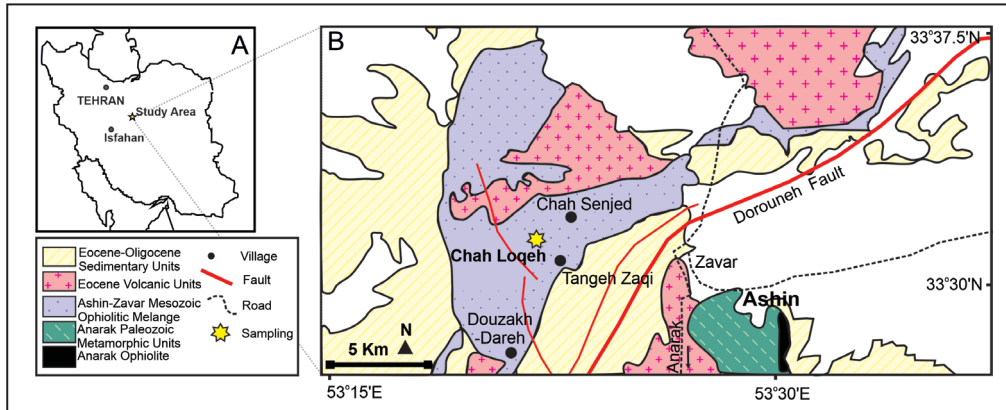 A
TEHRAN
Study Area
Isfahan
Eocene-Oligocene
Sedimentary Units
Eocene Volcanic Units
Ashin-Zavar Mesozoic
Ophiolitic Melange
Anarak Paleozoic
Metamorphic Units
Anarak Ophiolite
Village
Fault
Road
Sampling
B
33°37.5'N
Dorouneh Fault
Chah Senjed
Chah Loqeh
Tangeh Zaqi
Zavar
33°30'N
Ashin
Douzakh
-Dareh
Anarak
N
5 Km
53°15'E
53°30'E